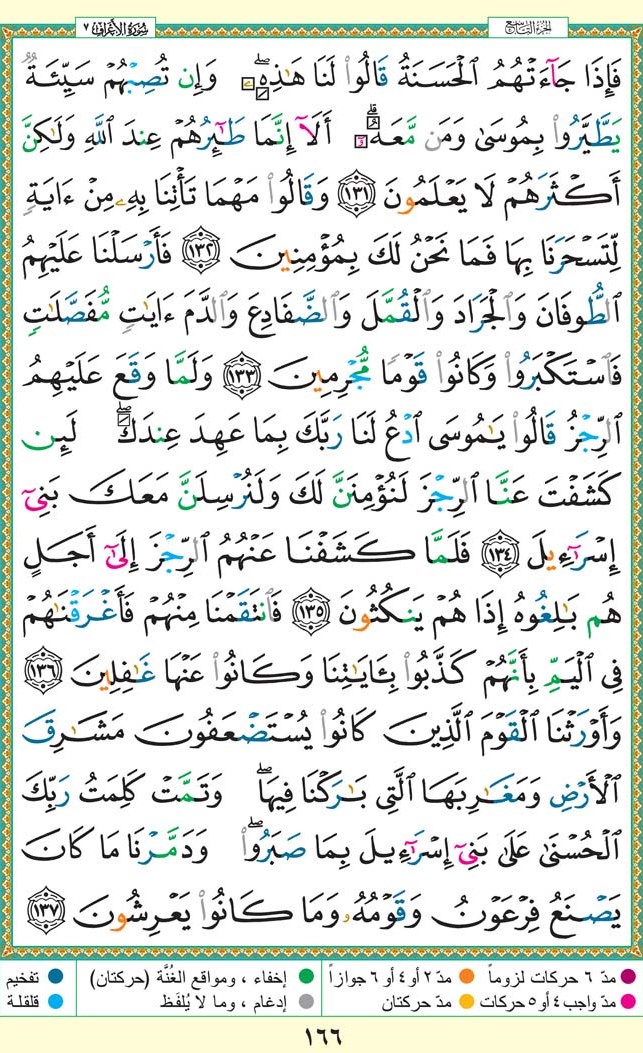 الجزء التاسع
سورة الأعراف ٧
فَإِذَا جَآءَتْهُمُ ٱلْحَسَنَةُ قَالُوا۟ لَنَا هَـٰذِهِۦ ۖ وَإِن تُصِبْهُمْ سَيِّئَةٌ
يَطَّيَّرُوا۟ بِمُوسَىٰ وَمَن مَّعَهُۥٓ ۗ أَلَآ إِنَّمَا طَـٰٓئِرُهُمْ عِندَ ٱللَّهِ وَلَـٰكِنَّ
أَكْثَرَهُمْ لَا يَعْلَمُونَ ١٣١ وَقَالُوا۟ مَهْمَا تَأْتِنَا بِهِۦ مِنْ ءَايَةٍ
لِّتَسْحَرَنَا بِهَا فَمَا نَحْنُ لَكَ بِمُؤْمِنِينَ ١٣٢ فَأَرْسَلْنَا عَلَيْهِمُ
ٱلطُّوفَانَ وَٱلْجَرَادَ وَٱلْقُمَّلَ وَٱلضَّفَادِعَ وَٱلدَّمَ ءَايَـٰتٍ مُّفَصَّلَـٰتٍ
فَٱسْتَكْبَرُوا۟ وَكَانُوا۟ قَوْمًا مُّجْرِمِينَ ١٣٣ وَلَمَّا وَقَعَ عَلَيْهِمُ
ٱلرِّجْزُ قَالُوا۟ يَـٰمُوسَى ٱدْعُ لَنَا رَبَّكَ بِمَا عَهِدَ عِندَكَ ۖ لَئِن
كَشَفْتَ عَنَّا ٱلرِّجْزَ لَنُؤْمِنَنَّ لَكَ وَلَنُرْسِلَنَّ مَعَكَ بَنِىٓ
إِسْرَٰٓءِيلَ ١٣٤ فَلَمَّا كَشَفْنَا عَنْهُمُ ٱلرِّجْزَ إِلَىٰٓ أَجَلٍ
هُم بَـٰلِغُوهُ إِذَا هُمْ يَنكُثُونَ ١٣٥ فَٱنتَقَمْنَا مِنْهُمْ فَأَغْرَقْنَـٰهُمْ
فِى ٱلْيَمِّ بِأَنَّهُمْ كَذَّبُوا۟ بِـَٔايَـٰتِنَا وَكَانُوا۟ عَنْهَا غَـٰفِلِينَ ١٣٦
وَأَوْرَثْنَا ٱلْقَوْمَ ٱلَّذِينَ كَانُوا۟ يُسْتَضْعَفُونَ مَشَـٰرِقَ
ٱلْأَرْضِ وَمَغَـٰرِبَهَا ٱلَّتِى بَـٰرَكْنَا فِيهَا ۖ وَتَمَّتْ كَلِمَتُ رَبِّكَ
ٱلْحُسْنَىٰ عَلَىٰ بَنِىٓ إِسْرَٰٓءِيلَ بِمَا صَبَرُوا۟ ۖ وَدَمَّرْنَا مَا كَانَ
يَصْنَعُ فِرْعَوْنُ وَقَوْمُهُۥ وَمَا كَانُوا۟ يَعْرِشُونَ ١٣٧
مدّ ٦ حركات لزوماً مدّ ٢ أو ٤ أو ٦ جوازاً إخفاء ، ومواقع الغُنَّة (حركتان) تفخيم
مدّ واجب ٤ أو ٥ حركات مدّ حركتان إدغام ، وما لا يُلفَظ قلقلة
١٦٦